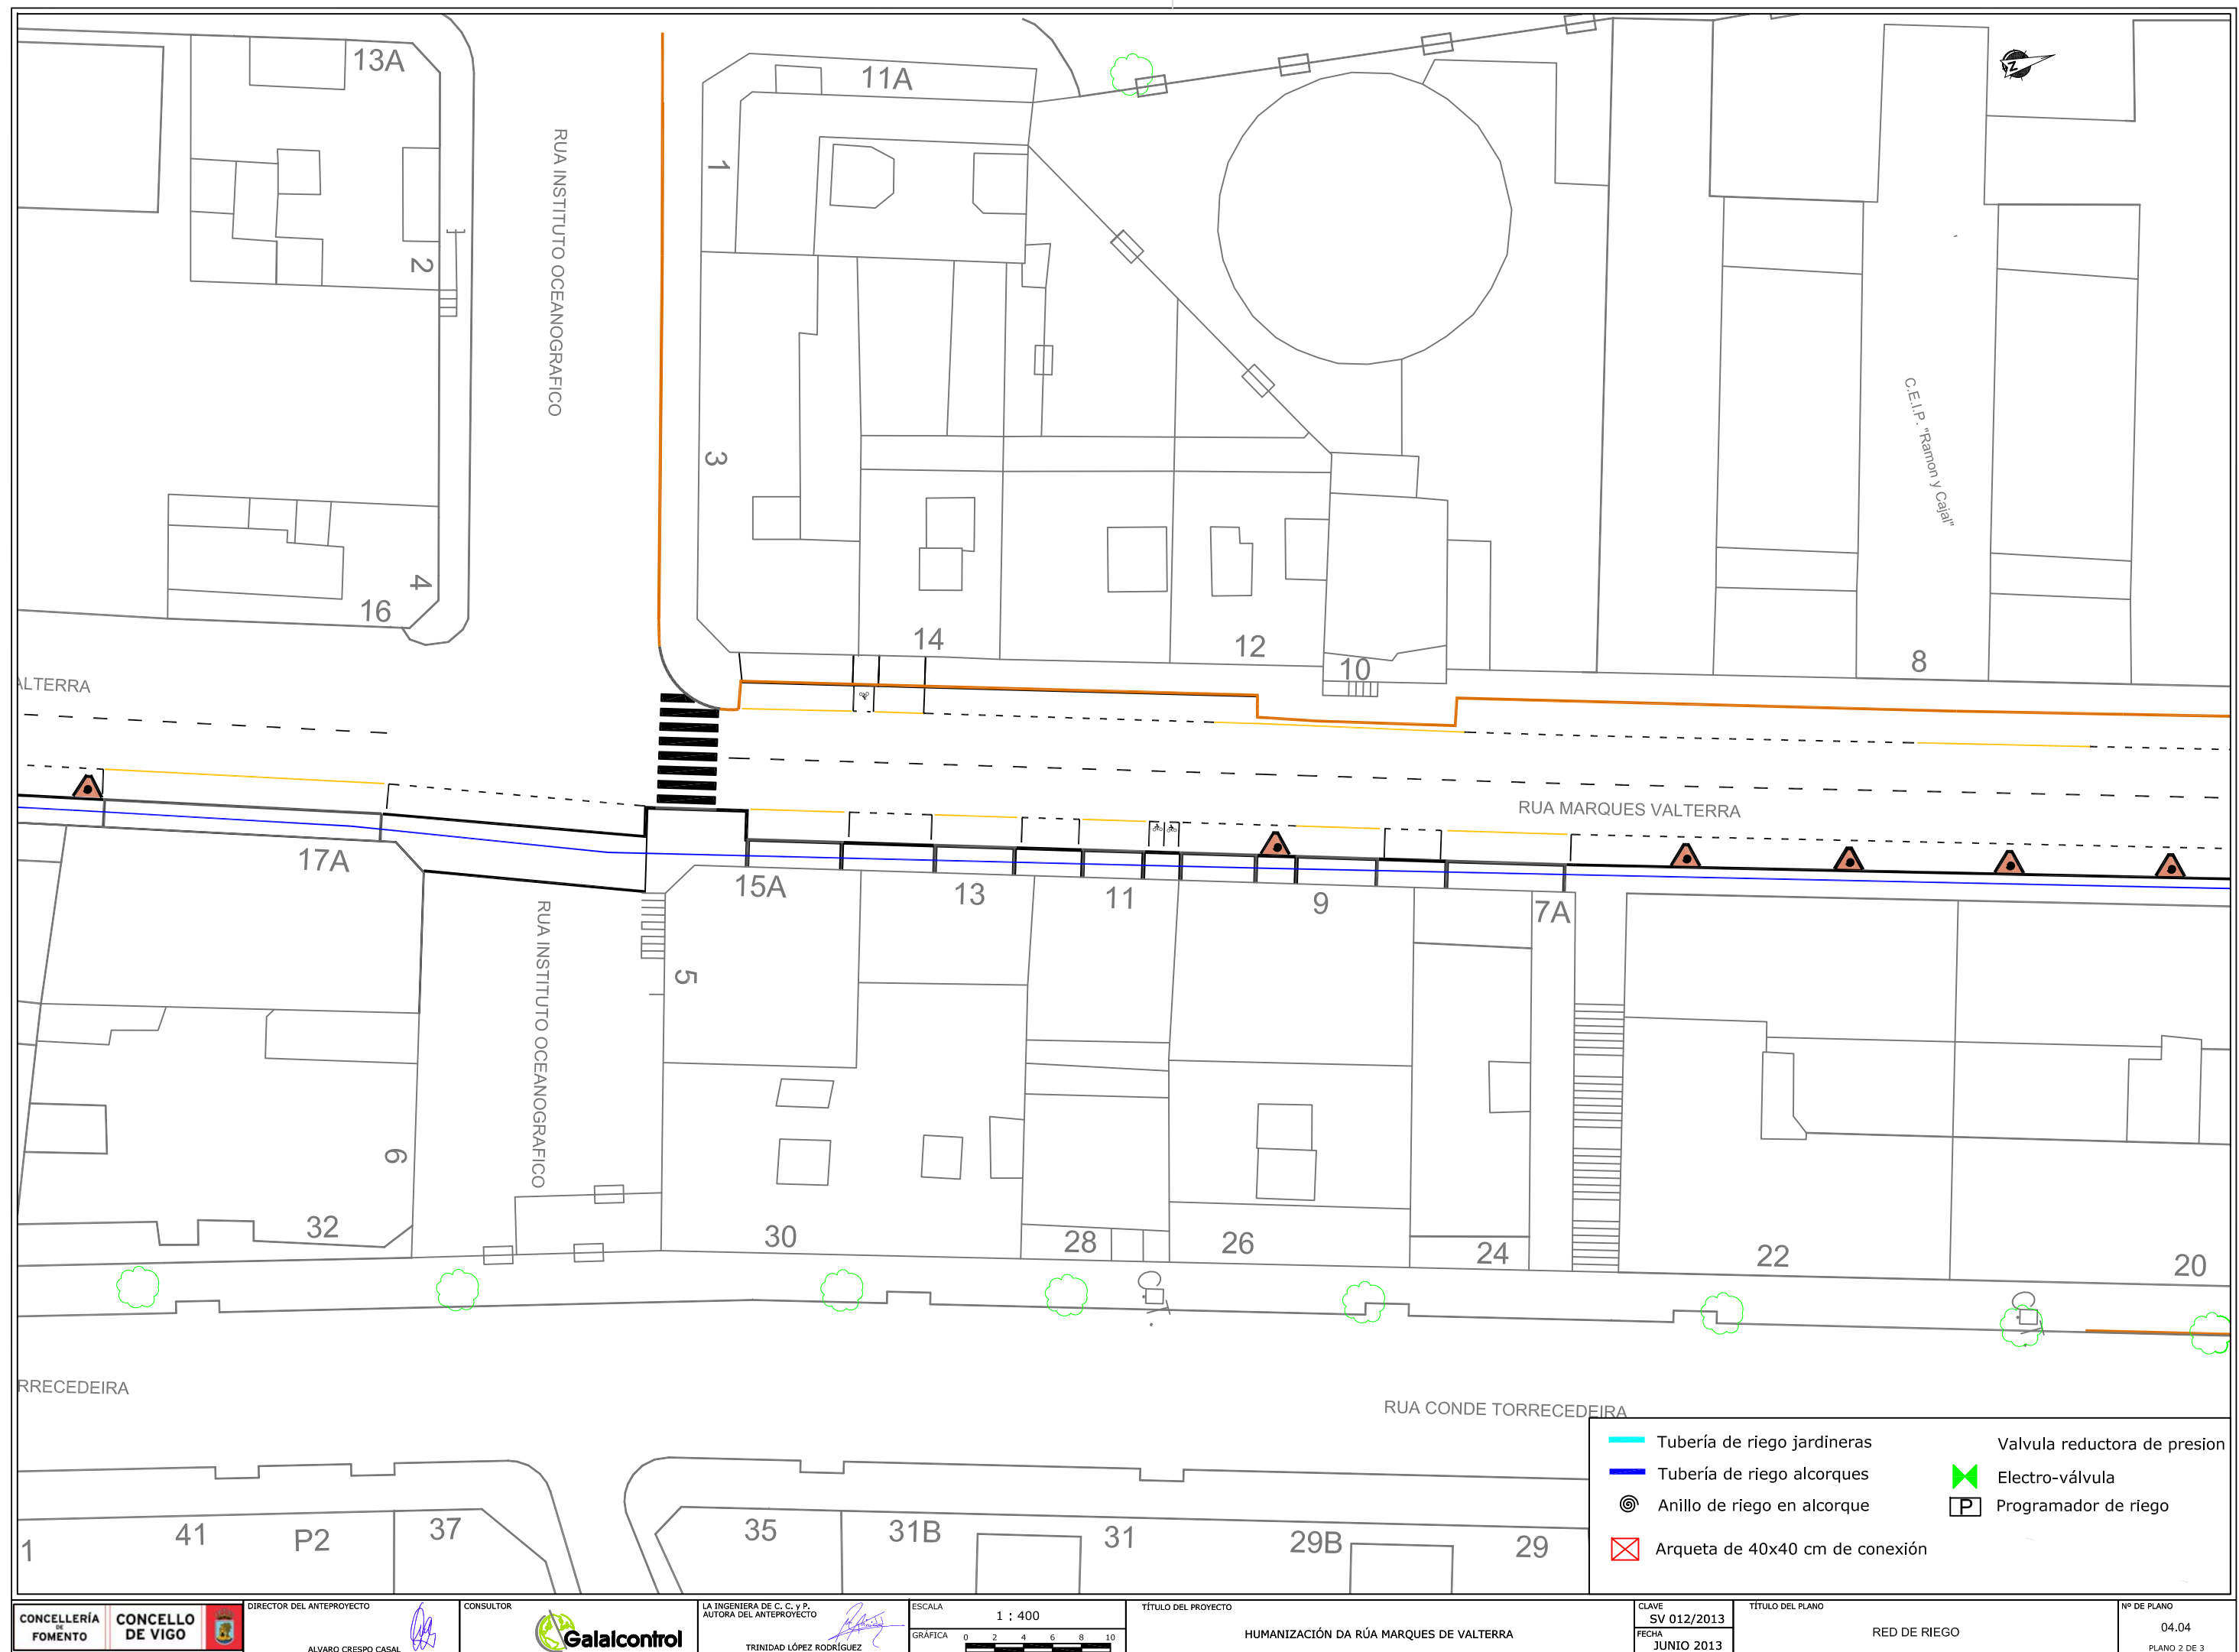 13A
11A
Z
RUA INSTITUTO OCEANOGRAFICO
1
2
3
C.E.I.P. "Ramon y Cajal"
4
16
14
12
10
8
ALTERRA
RUA MARQUES VALTERRA
17A
15A
13
11
9
7A
RUA INSTITUTO OCEANOGRAFICO
5
6
32
30
28
26
24
22
20
RRECEDEIRA
RUA CONDE TORRECEDEIRA
1
41
P2
37
35
31B
31
29B
29
Tubería de riego jardineras
Tubería de riego alcorques
Anillo de riego en alcorque
Arqueta de 40x40 cm de conexión
Valvula reductora de presion
Electro-válvula
P Programador de riego
CONCELLERÍA
DE
FOMENTO
CONCELLO
DE VIGO
DIRECTOR DEL ANTEPROYECTO
ALVARO CRESPO CASAL
CONSULTOR
Galaicontrol
LA INGENIERA DE C. C. y P.
AUTORA DEL ANTEPROYECTO
TRINIDAD LÓPEZ RODRÍGUEZ
ESCALA
1 : 400
GRÁFICA
0 2 4 6 8 10
TÍTULO DEL PROYECTO
HUMANIZACIÓN DA RÚA MARQUES DE VALTERRA
CLAVE
SV 012/2013
FECHA
JUNIO 2013
TÍTULO DEL PLANO
RED DE RIEGO
Nº DE PLANO
04.04
PLANO 2 DE 3